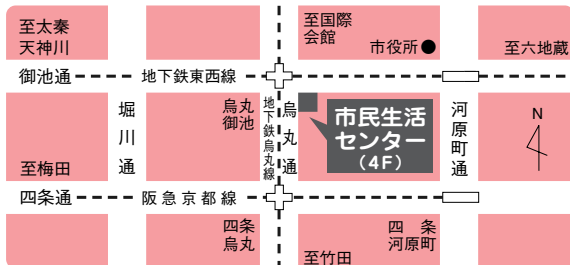 至太秦
天神川
至国際
会館
市役所
至六地蔵
御池通
地下鉄東西線
堀川通
烏丸
御池
地下鉄烏丸線
烏丸通
市民生活
センター
(4F)
河原町通
N
至梅田
四条通
阪急京都線
四条
烏丸
四条
河原町
至竹田